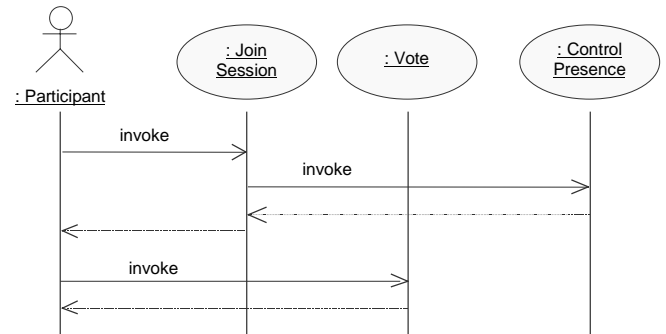 : Join
Session
: Vote
: Control
Presence
: Participant
invoke
invoke
invoke